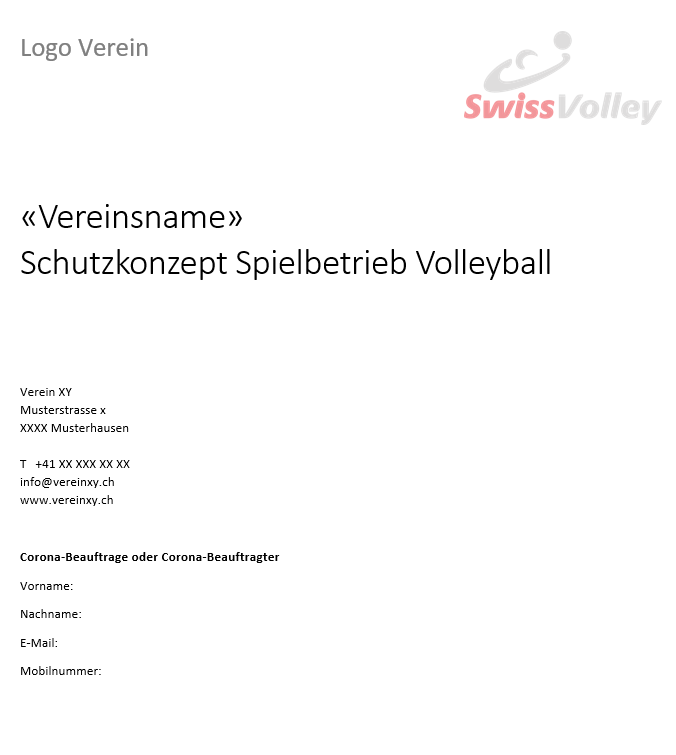 Logo Verein
SwissVolley
«Vereinsname»
Schutzkonzept Spielbetrieb Volleyball
Verein XY
Musterstrasse x
XXXX Musterhausen
T +41 XX XXX XX XX
info@vereinxy.ch
www.vereinxy.ch
Corona-Beauftrage oder Corona-Beauftragter
Vorname:
Nachname:
E-Mail:
Mobilnummer: